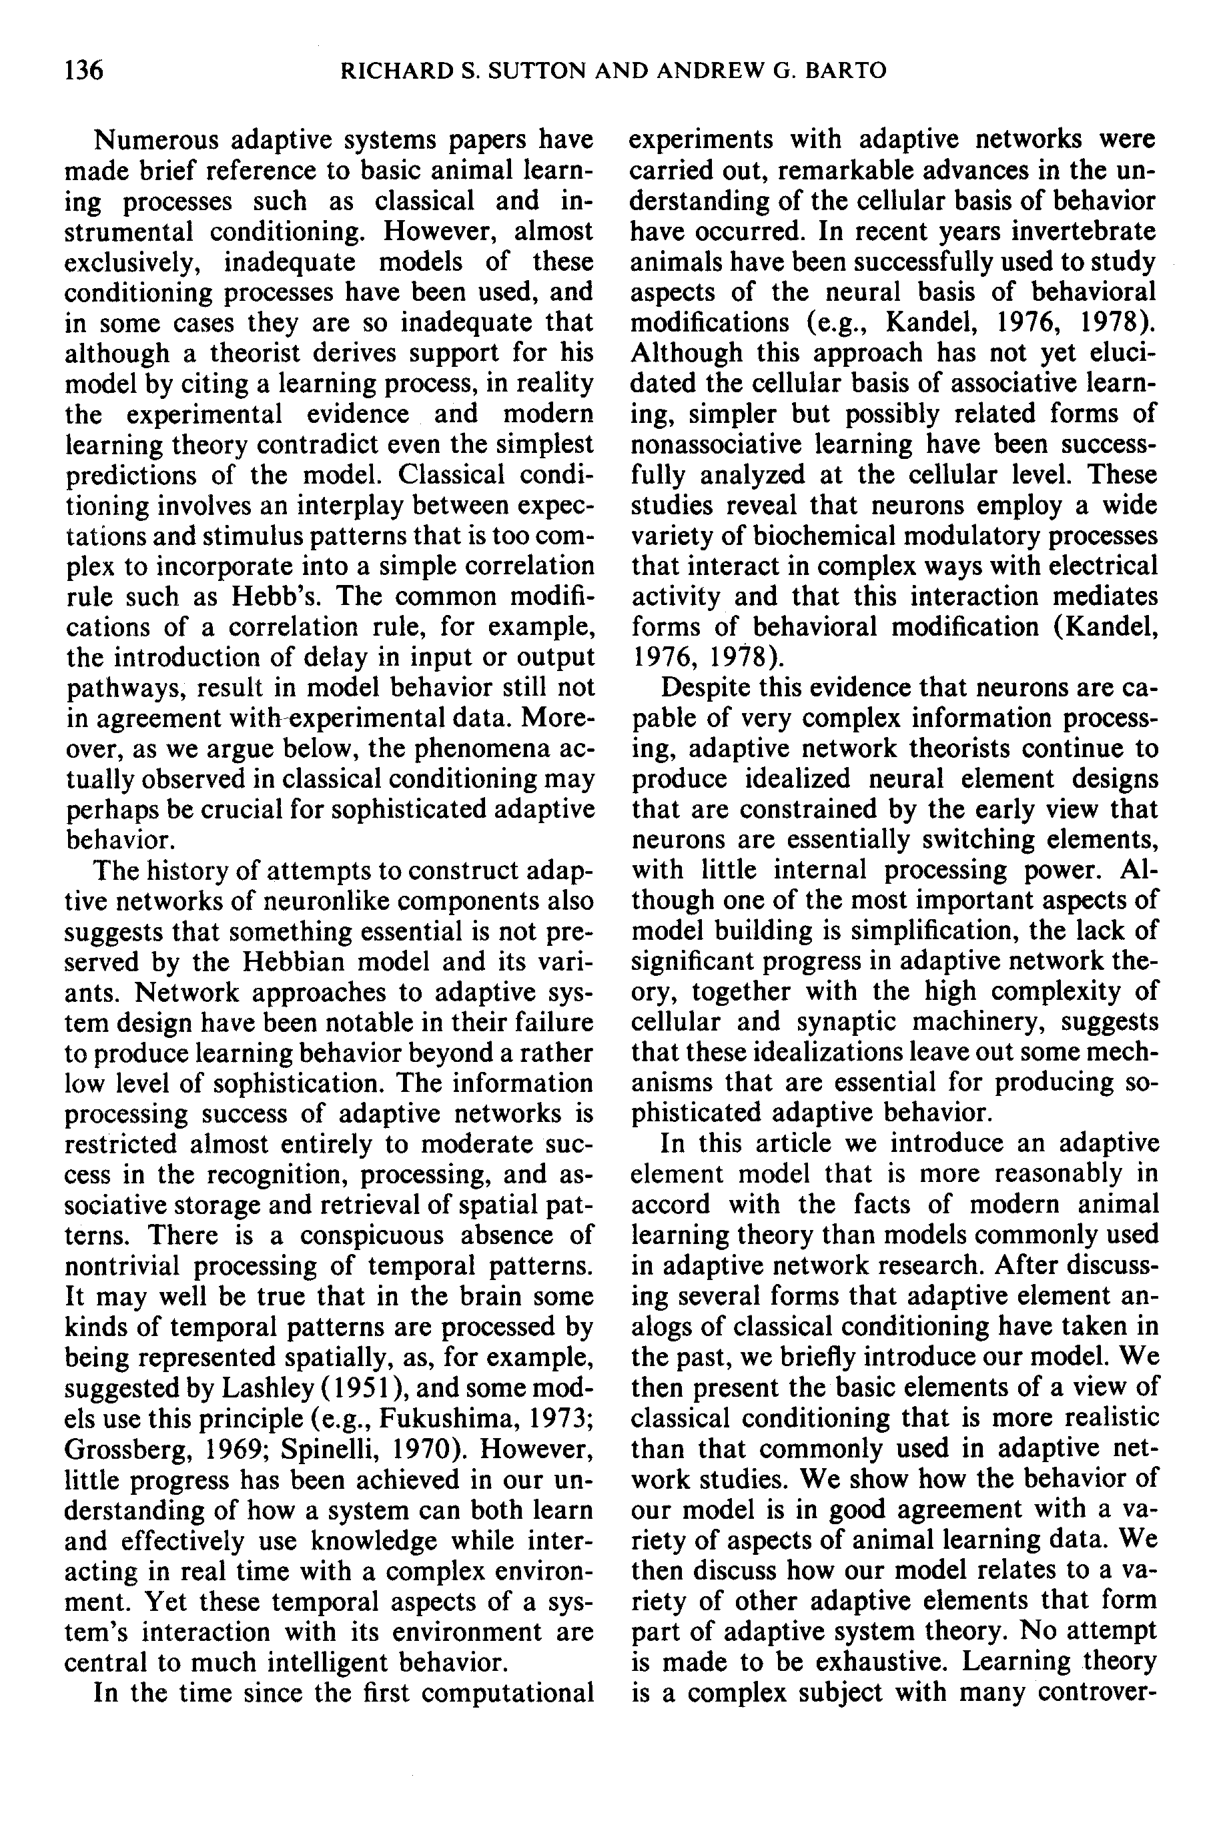 136
RICHARD S. SUTTON AND ANDREW G. BARTO
Numerous adaptive systems papers have
made brief reference to basic animal learn-
ing processes such as classical and in-
strumental conditioning. However, almost
exclusively, inadequate models of these
conditioning processes have been used, and
in some cases they are so inadequate that
although a theorist derives support for his
model by citing a learning process, in reality
the experimental evidence and modern
learning theory contradict even the simplest
predictions of the model. Classical condi-
tioning involves an interplay between expec-
tations and stimulus patterns that is too com-
plex to incorporate into a simple correlation
rule such as Hebb's. The common modifi-
cations of a correlation rule, for example,
the introduction of delay in input or output
pathways, result in model behavior still not
in agreement with experimental data. More-
over, as we argue below, the phenomena ac-
tually observed in classical conditioning may
perhaps be crucial for sophisticated adaptive
behavior.
The history of attempts to construct adap-
tive networks of neuronlike components also
suggests that something essential is not pre-
served by the Hebbian model and its vari-
ants. Network approaches to adaptive sys-
tem design have been notable in their failure
to produce learning behavior beyond a rather
low level of sophistication. The information
processing success of adaptive networks is
restricted almost entirely to moderate suc-
cess in the recognition, processing, and as-
sociative storage and retrieval of spatial pat-
terns. There is a conspicuous absence of
nontrivial processing of temporal patterns.
It may well be true that in the brain some
kinds of temporal patterns are processed by
being represented spatially, as, for example,
suggested by Lashley (1951), and some mod-
els use this principle (e.g., Fukushima, 1973;
Grossberg, 1969; Spinelli, 1970). However,
little progress has been achieved in our un-
derstanding of how a system can both learn
and effectively use knowledge while inter-
acting in real time with a complex environ-
ment. Yet these temporal aspects of a sys-
tem's interaction with its environment are
central to much intelligent behavior.
In the time since the first computational
experiments with adaptive networks were
carried out, remarkable advances in the un-
derstanding of the cellular basis of behavior
have occurred. In recent years invertebrate
animals have been successfully used to study
aspects of the neural basis of behavioral
modifications (e.g., Kandel, 1976, 1978).
Although this approach has not yet eluci-
dated the cellular basis of associative learn-
ing, simpler but possibly related forms of
nonassociative learning have been success-
fully analyzed at the cellular level. These
studies reveal that neurons employ a wide
variety of biochemical modulatory processes
that interact in complex ways with electrical
activity and that this interaction mediates
forms of behavioral modification (Kandel,
1976, 1978).
Despite this evidence that neurons are ca-
pable of very complex information process-
ing, adaptive network theorists continue to
produce idealized neural element designs
that are constrained by the early view that
neurons are essentially switching elements,
with little internal processing power. Al-
though one of the most important aspects of
model building is simplification, the lack of
significant progress in adaptive network the-
ory, together with the high complexity of
cellular and synaptic machinery, suggests
that these idealizations leave out some mech-
anisms that are essential for producing so-
phisticated adaptive behavior.
In this article we introduce an adaptive
element model that is more reasonably in
accord with the facts of modern animal
learning theory than models commonly used
in adaptive network research. After discuss-
ing several forms that adaptive element an-
alogs of classical conditioning have taken in
the past, we briefly introduce our model. We
then present the basic elements of a view of
classical conditioning that is more realistic
than that commonly used in adaptive net-
work studies. We show how the behavior of
our model is in good agreement with a va-
riety of aspects of animal learning data. We
then discuss how our model relates to a va-
riety of other adaptive elements that form
part of adaptive system theory. No attempt
is made to be exhaustive. Learning theory
is a complex subject with many controver-